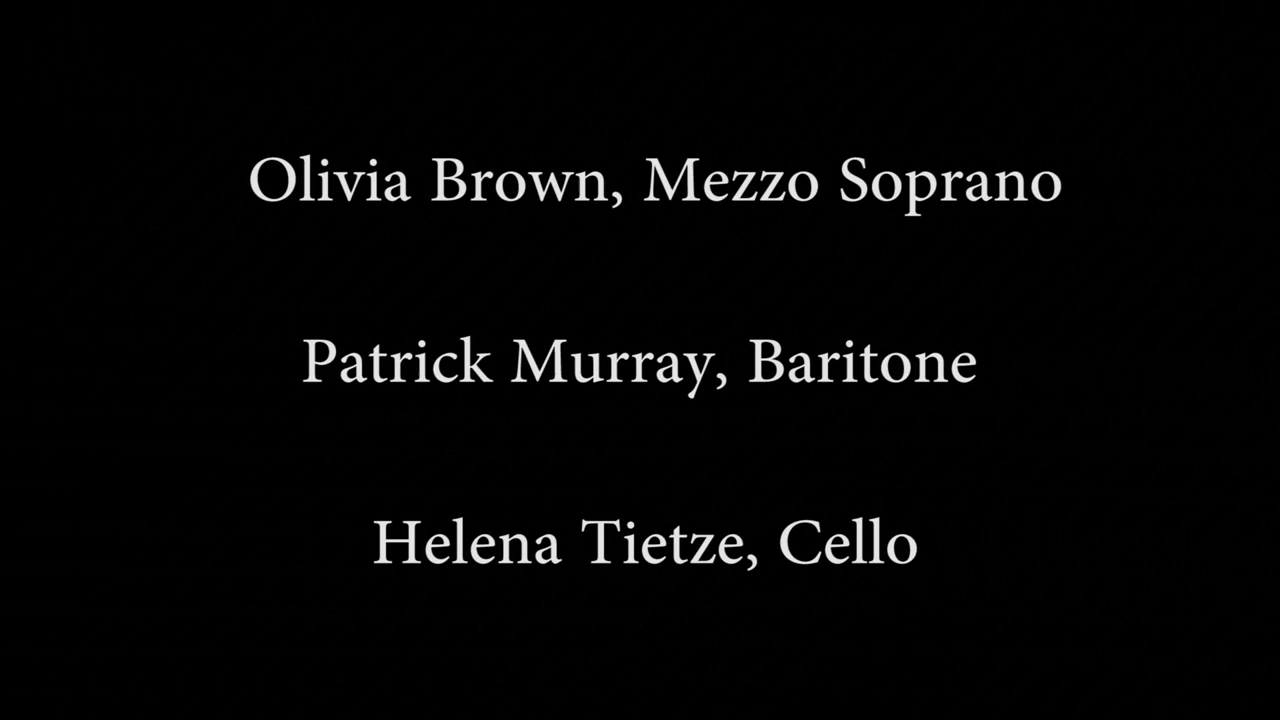 Olivia Brown, Mezzo Soprano
Patrick Murray, Baritone
Helena Tietze, Cello